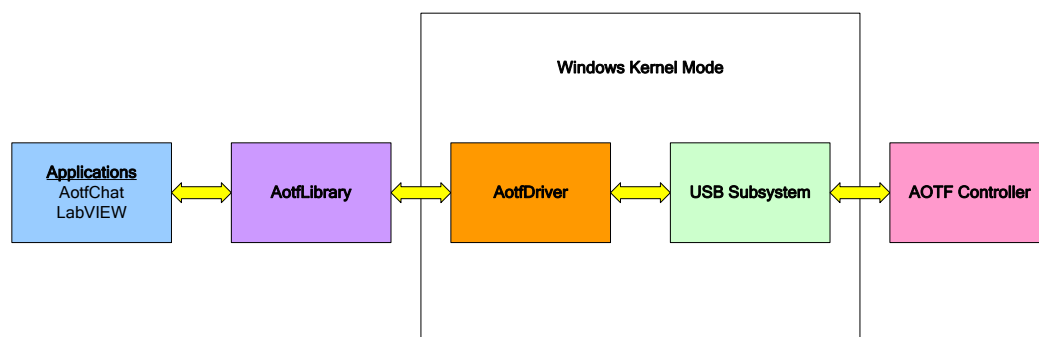 Windows Kernel Mode
Applications
AotfChat
LabVIEW
AotfLibrary
AotfDriver
USB Subsystem
AOTF Controller